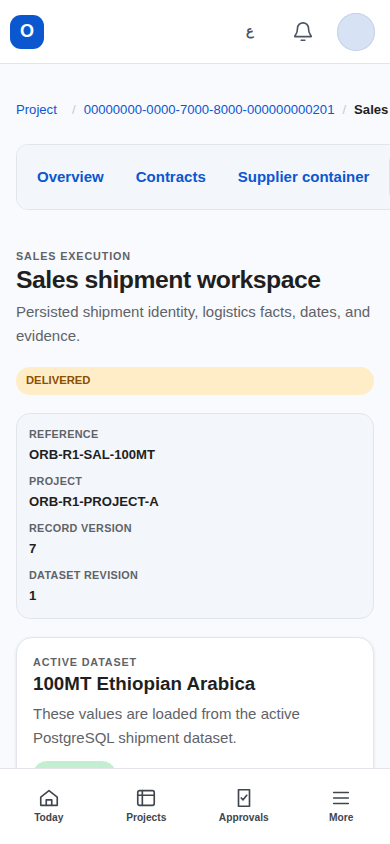 O
ع
Project / 00000000-0000-7000-8000-000000000201 / Sales
Overview Contracts Supplier container
SALES EXECUTION
Sales shipment workspace
Persisted shipment identity, logistics facts, dates, and
evidence.
DELIVERED
REFERENCE
ORB-R1-SAL-100MT
PROJECT
ORB-R1-PROJECT-A
RECORD VERSION
7
DATASET REVISION
1
ACTIVE DATASET
100MT Ethiopian Arabica
These values are loaded from the active
PostgreSQL shipment dataset.
Today Projects Approvals More